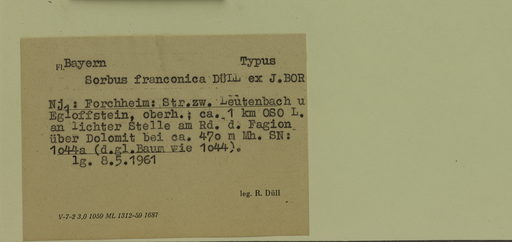 Fl. Bayern Typus
Sorbus franconica DÜLL ex J.BOR
Nj.: Forchheim: Str.zw. Leutenbach u
Egloffstein, oberh.; ca. 1 km OSO L.
an lichter Stelle am Rd. d. Fagion
über Dolomit bei ca. 470 m Mh. SN:
1044a (d.gl.Baum wie 1044).
lg. 8.5.1961
leg. R. Düll
V-7-2 3,0 1050 ML 1312-59 1687